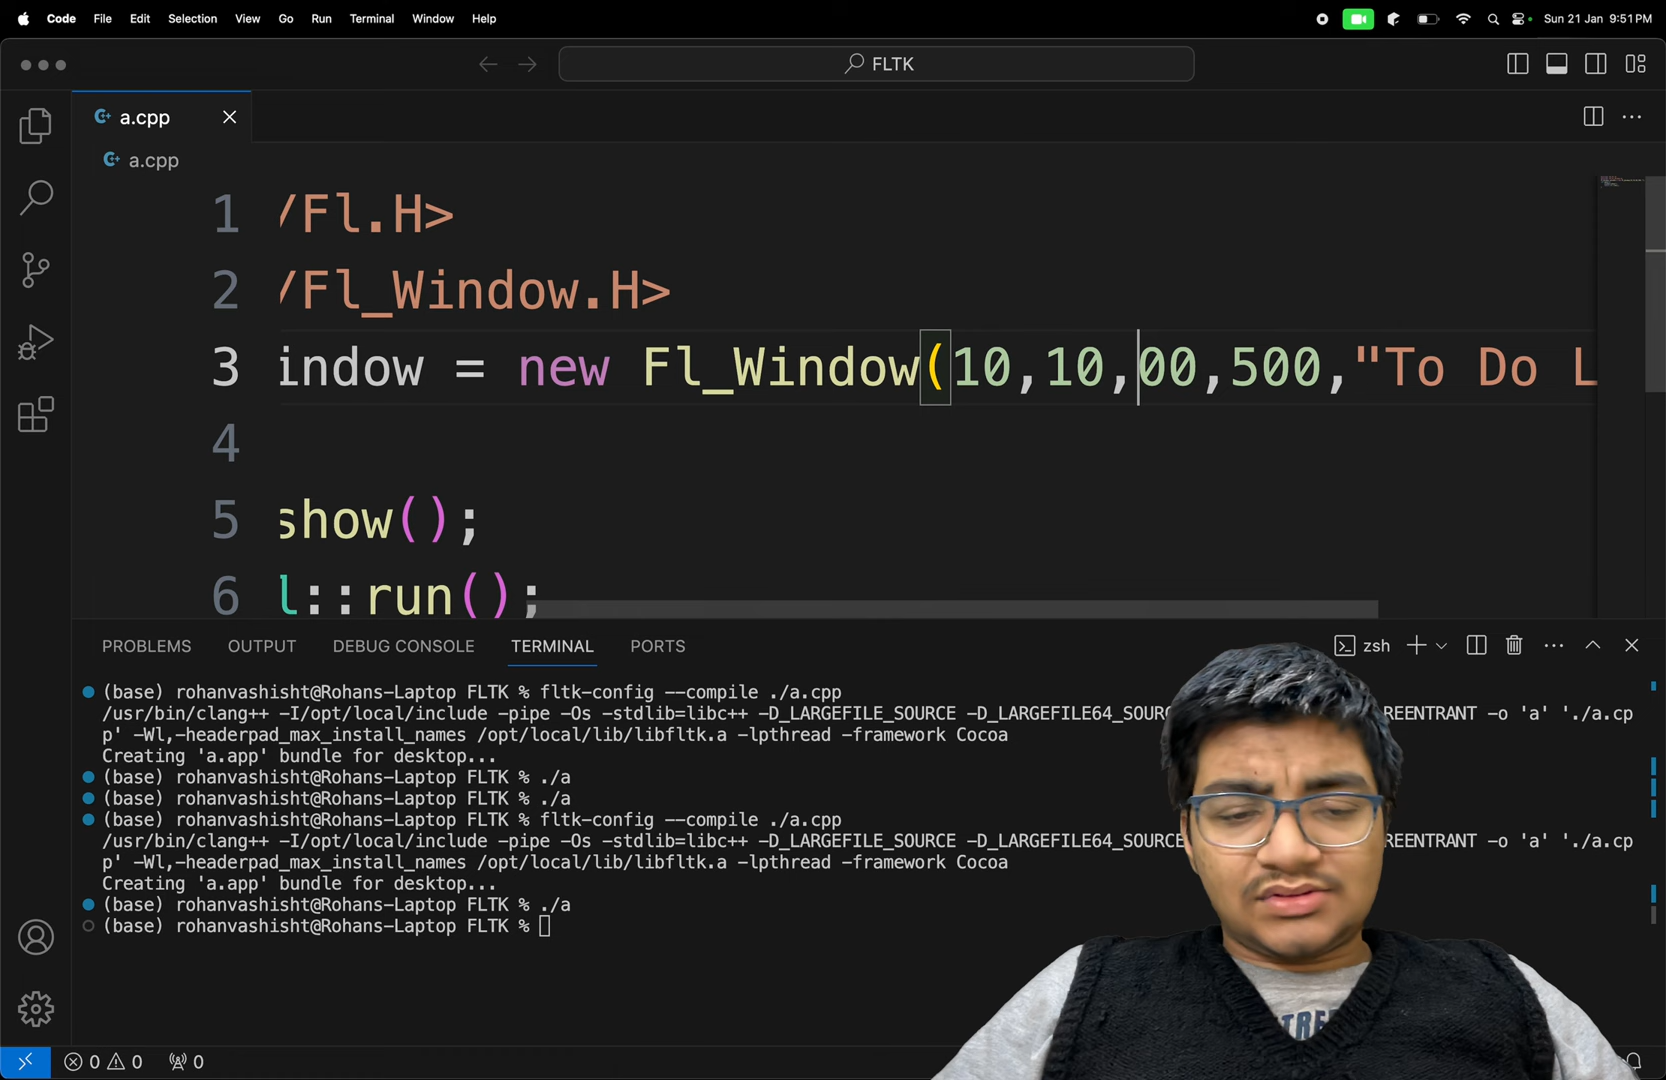 Code File Edit Selection View Go Run Terminal Window Help Sun 21 Jan 9:51 PM
FLTK
a.cpp
a.cpp
1 /Fl.H>
2 /Fl_Window.H>
3 indow = new Fl_Window(10,10,00,500,"To Do L
4
5 show();
6 l::run();
PROBLEMS OUTPUT DEBUG CONSOLE TERMINAL PORTS zsh
(base) rohanvashisht@Rohans-Laptop FLTK % fltk-config --compile ./a.cpp
/usr/bin/clang++ -I/opt/local/include -pipe -Os -stdlib=libc++ -D_LARGEFILE_SOURCE -D_LARGEFILE64_SOURC REENTRANT -o 'a' './a.cp
p' -Wl,-headerpad_max_install_names /opt/local/lib/libfltk.a -lpthread -framework Cocoa
Creating 'a.app' bundle for desktop...
(base) rohanvashisht@Rohans-Laptop FLTK % ./a
(base) rohanvashisht@Rohans-Laptop FLTK % ./a
(base) rohanvashisht@Rohans-Laptop FLTK % fltk-config --compile ./a.cpp
/usr/bin/clang++ -I/opt/local/include -pipe -Os -stdlib=libc++ -D_LARGEFILE_SOURCE -D_LARGEFILE64_SOURC REENTRANT -o 'a' './a.cp
p' -Wl,-headerpad_max_install_names /opt/local/lib/libfltk.a -lpthread -framework Cocoa
Creating 'a.app' bundle for desktop...
(base) rohanvashisht@Rohans-Laptop FLTK % ./a
(base) rohanvashisht@Rohans-Laptop FLTK %
0 0 0